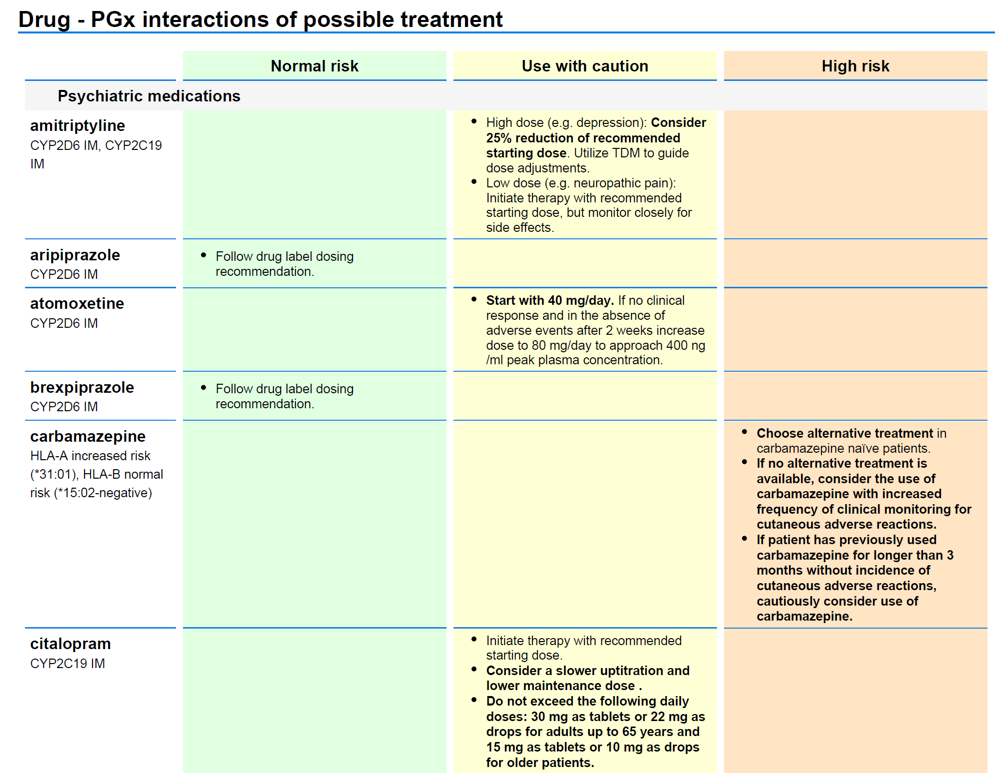 Drug - PGx interactions of possible treatment
Normal risk
Use with caution
High risk
Psychiatric medications
amitriptyline
CYP2D6 IM, CYP2C19
IM
• High dose (e.g. depression): Consider
25% reduction of recommended
starting dose. Utilize TDM to guide
dose adjustments.
• Low dose (e.g. neuropathic pain):
Initiate therapy with recommended
starting dose, but monitor closely for
side effects.
aripiprazole
CYP2D6 IM
• Follow drug label dosing
recommendation.
atomoxetine
CYP2D6 IM
• Start with 40 mg/day. If no clinical
response and in the absence of
adverse events after 2 weeks increase
dose to 80 mg/day to approach 400 ng
/ml peak plasma concentration.
brexpiprazole
CYP2D6 IM
• Follow drug label dosing
recommendation.
carbamazepine
HLA-A increased risk
(*31:01), HLA-B normal
risk (*15:02-negative)
• Choose alternative treatment in
carbamazepine naïve patients.
• If no alternative treatment is
available, consider the use of
carbamazepine with increased
frequency of clinical monitoring for
cutaneous adverse reactions.
• If patient has previously used
carbamazepine for longer than 3
months without incidence of
cutaneous adverse reactions,
cautiously consider use of
carbamazepine.
citalopram
CYP2C19 IM
• Initiate therapy with recommended
starting dose.
• Consider a slower uptitration and
lower maintenance dose .
• Do not exceed the following daily
doses: 30 mg as tablets or 22 mg as
drops for adults up to 65 years and
15 mg as tablets or 10 mg as drops
for older patients.